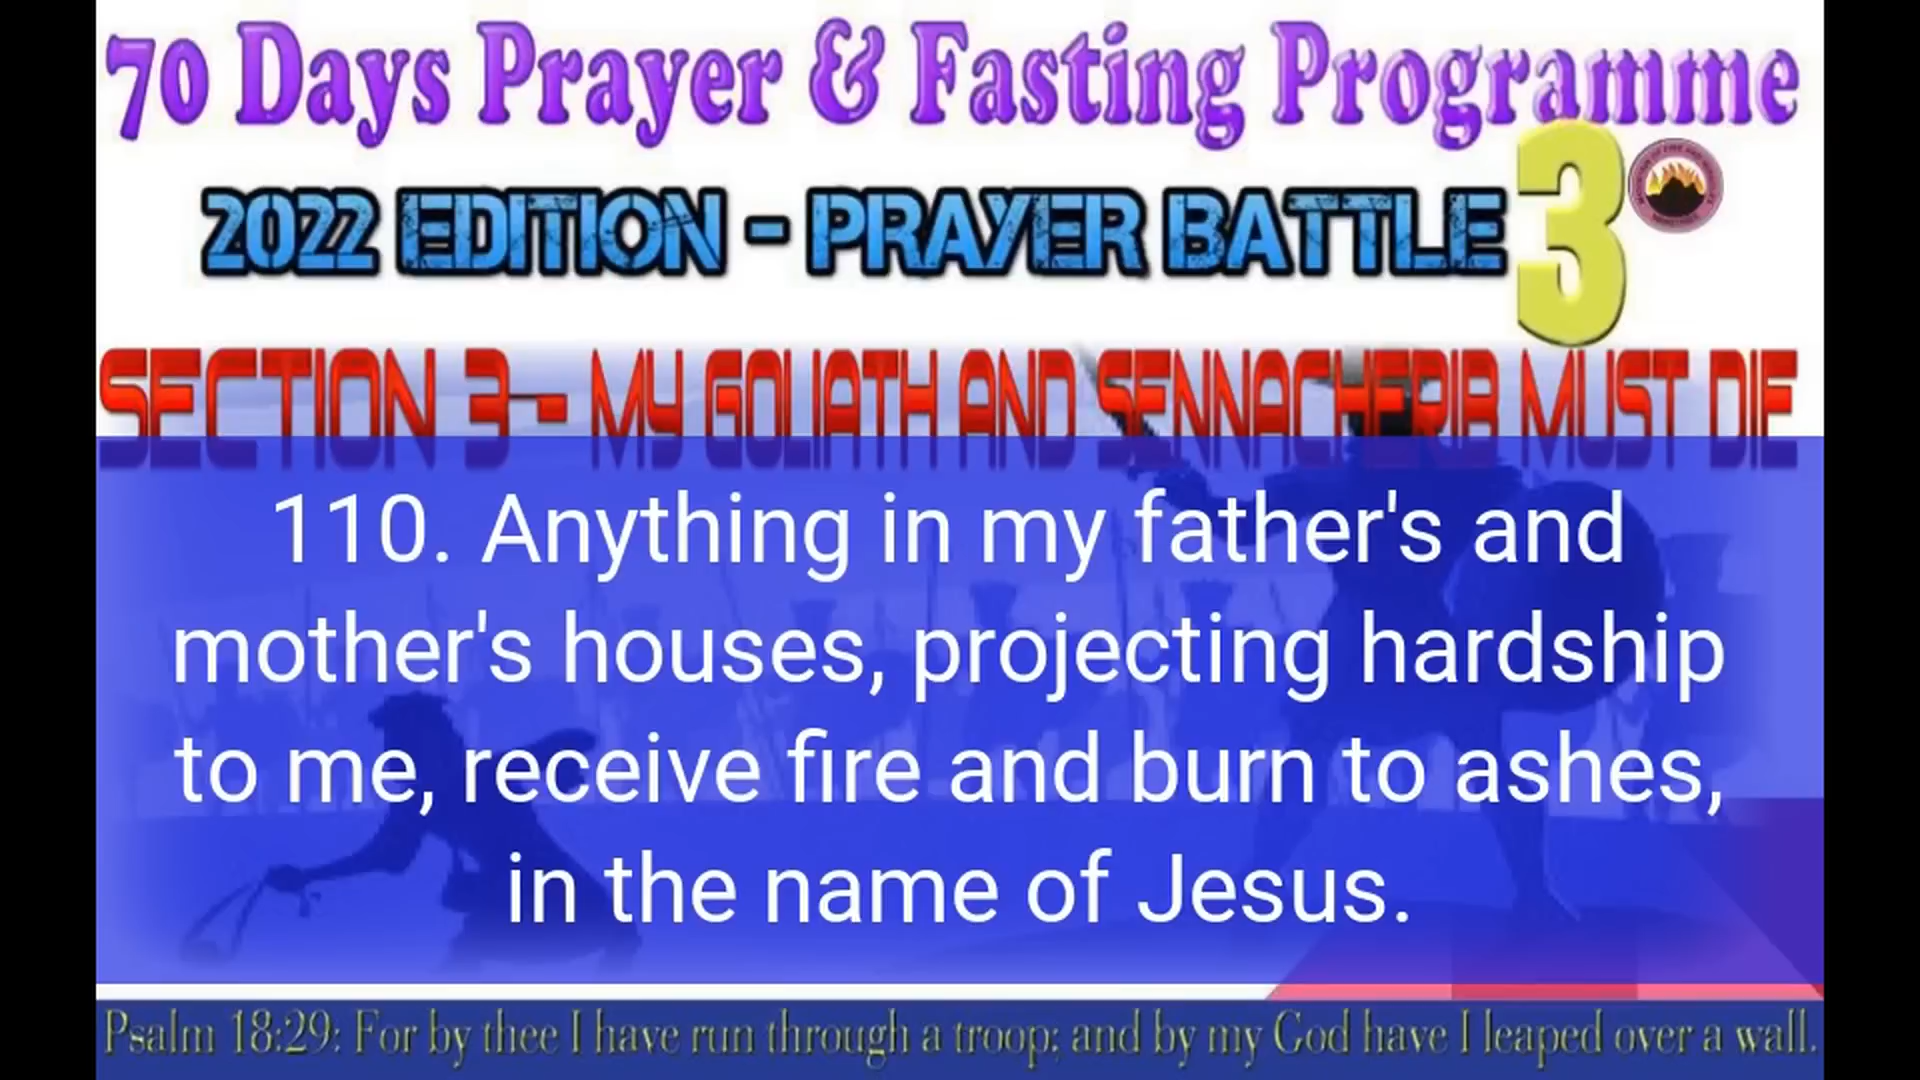 70 Days Prayer & Fasting Programme
2022 EDITION - PRAYER BATTLE 3
SECTION 3 - MY GOLIATH AND SENNACHERIB MUST DIE
110. Anything in my father's and
mother's houses, projecting hardship
to me, receive fire and burn to ashes,
in the name of Jesus.
Psalm 18:29: For by thee I have run through a troop; and by my God have I leaped over a wall.